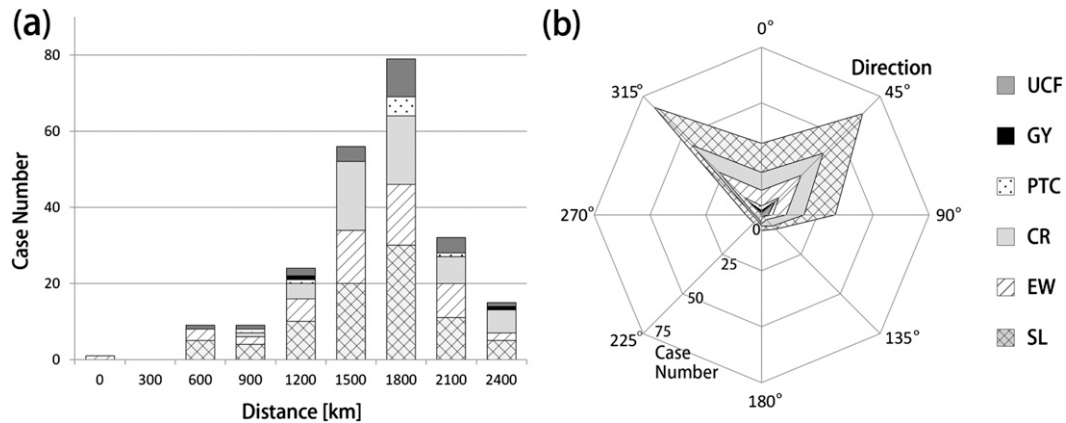 (a)
80
60
40
20
0
Case Number
0 300 600 900 1200 1500 1800 2100 2400
Distance [km]
(b)
0°
Direction
45°
90°
135°
180°
225°
270°
315°
0
25
50
75
Case
Number
UCF
GY
PTC
CR
EW
SL